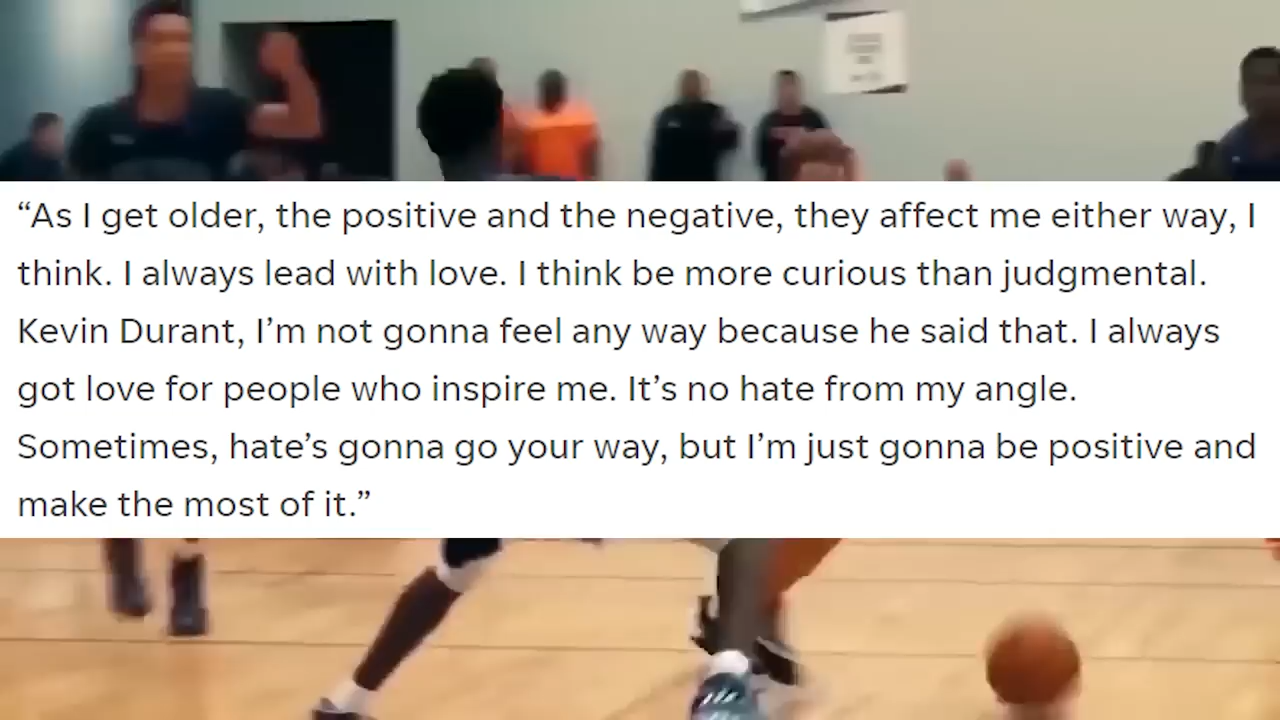 “As I get older, the positive and the negative, they affect me either way, I
think. I always lead with love. I think be more curious than judgmental.
Kevin Durant, I’m not gonna feel any way because he said that. I always
got love for people who inspire me. It’s no hate from my angle.
Sometimes, hate’s gonna go your way, but I’m just gonna be positive and
make the most of it.”